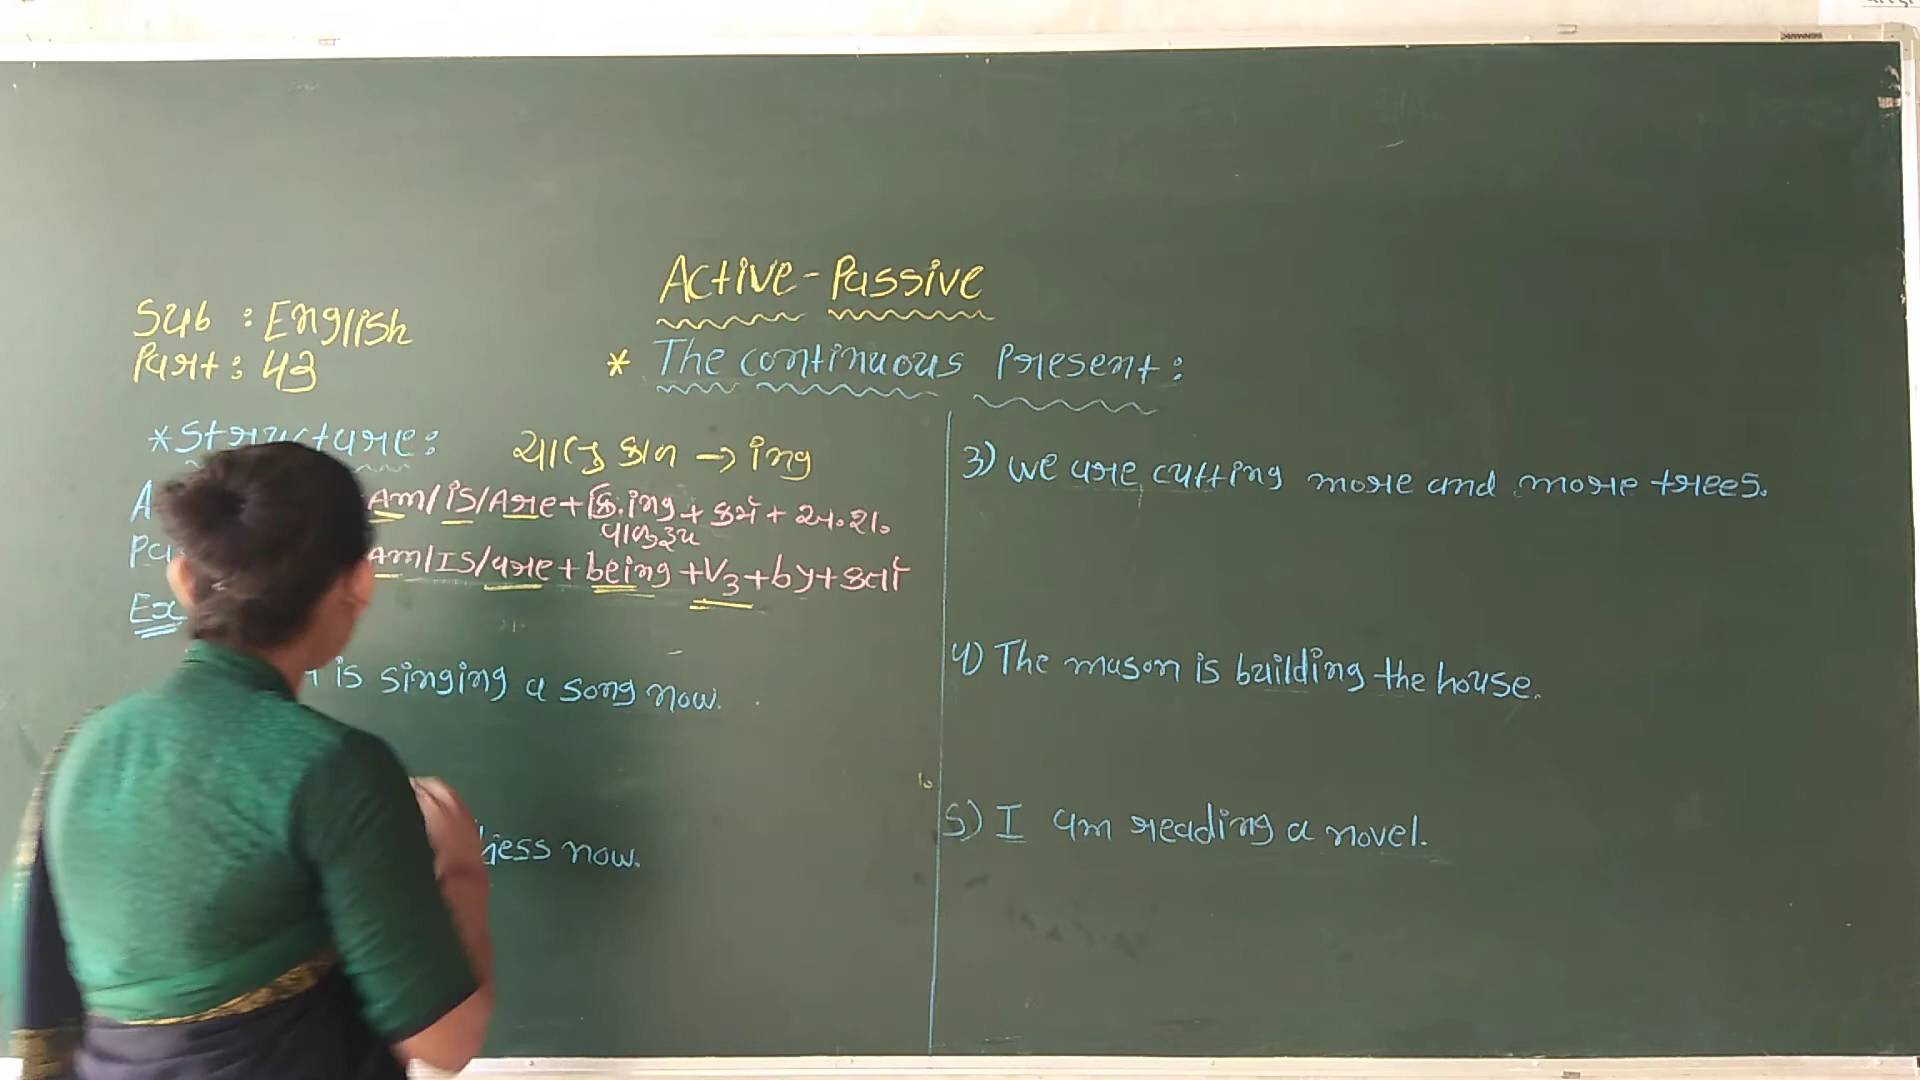 Active-Passive
Sub : English
Part : 43
* The continuous Present :
* Structure :
ચાલુ કાળ → ing
Am/is/Are + ક્રિ.ing + કર્મ + અ.શ.
વાળુંરૂપ
Am/Is/are + being + V3 + by + કર્તા
Ex
is singing a song now.
now.
3) we are cutting more and more trees.
4) The mason is building the house.
5) I am reading a novel.